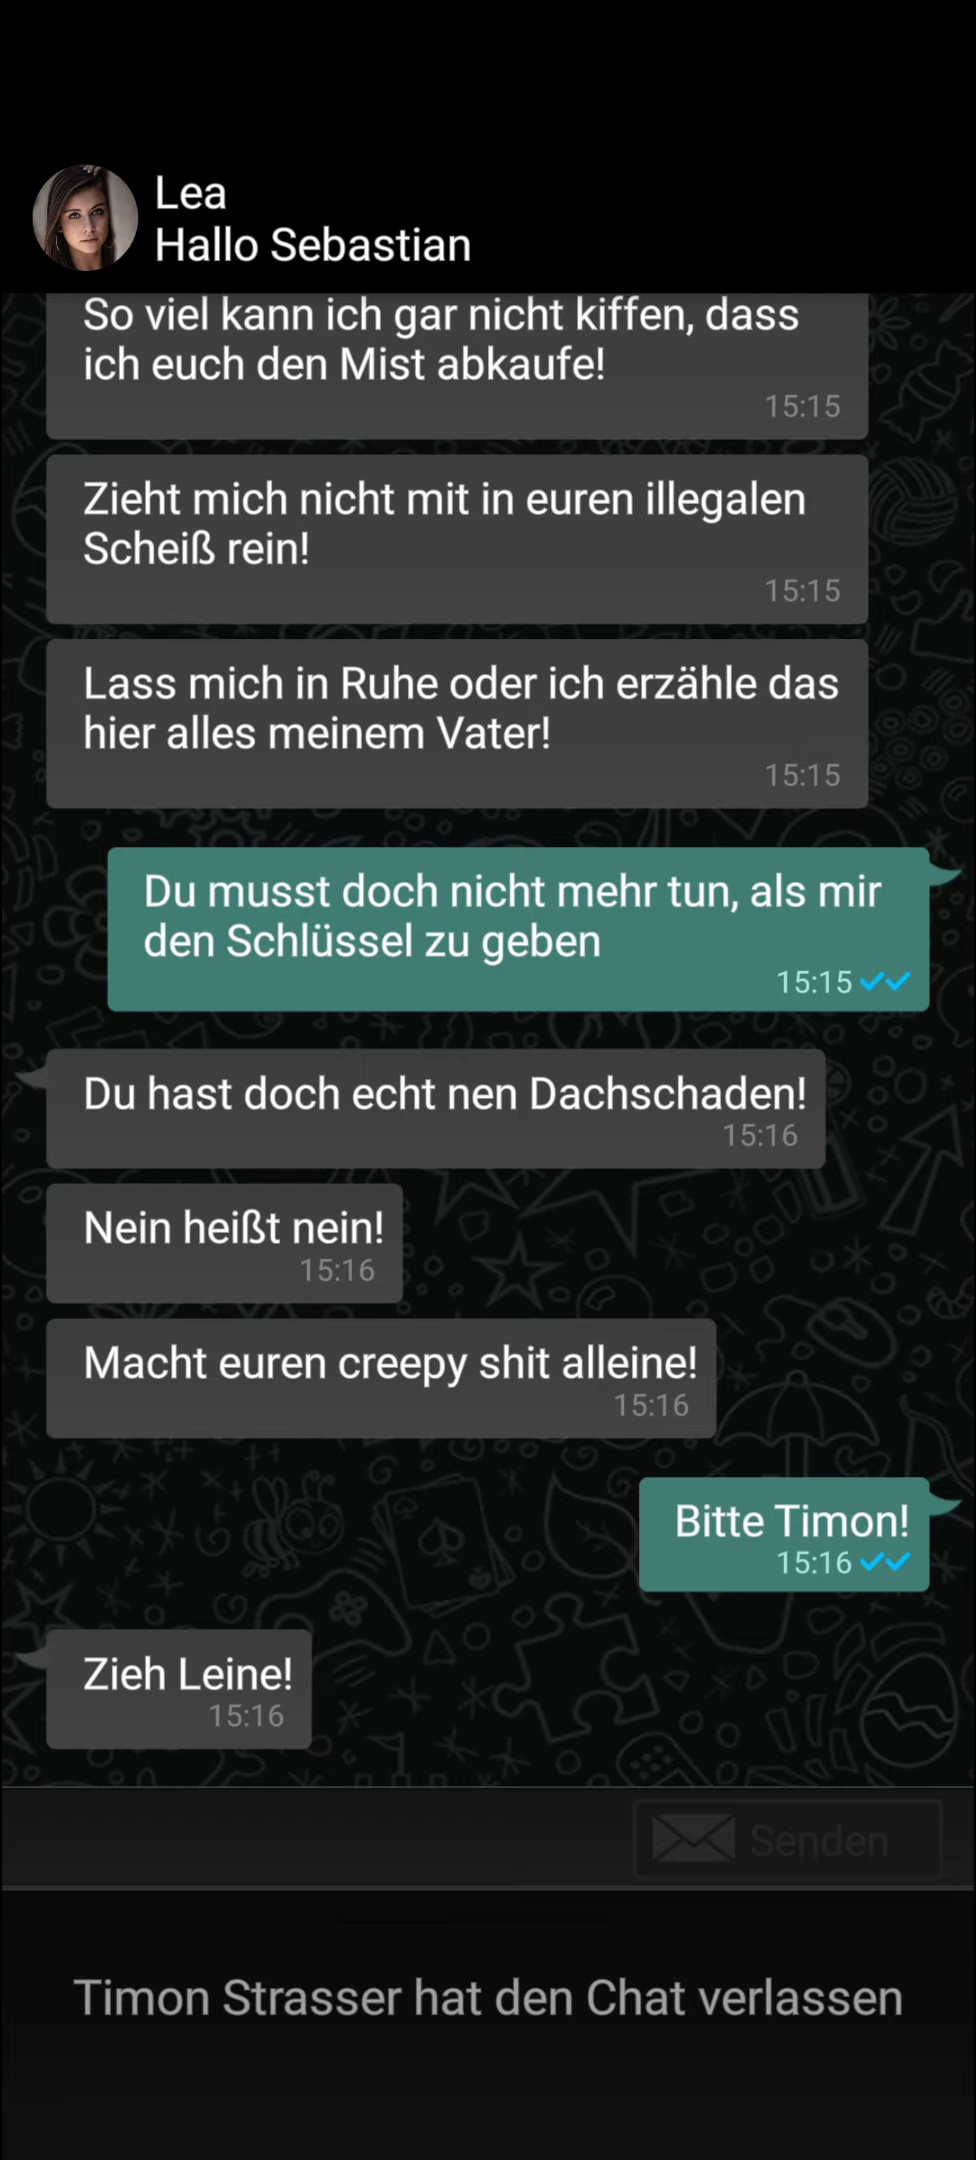 Lea
Hallo Sebastian
So viel kann ich gar nicht kiffen, dass
ich euch den Mist abkaufe!
15:15
Zieht mich nicht mit in euren illegalen
Scheiß rein!
15:15
Lass mich in Ruhe oder ich erzähle das
hier alles meinem Vater!
15:15
Du musst doch nicht mehr tun, als mir
den Schlüssel zu geben
15:15
Du hast doch echt nen Dachschaden!
15:16
Nein heißt nein!
15:16
Macht euren creepy shit alleine!
15:16
Bitte Timon!
15:16
Zieh Leine!
15:16
Senden
Timon Strasser hat den Chat verlassen